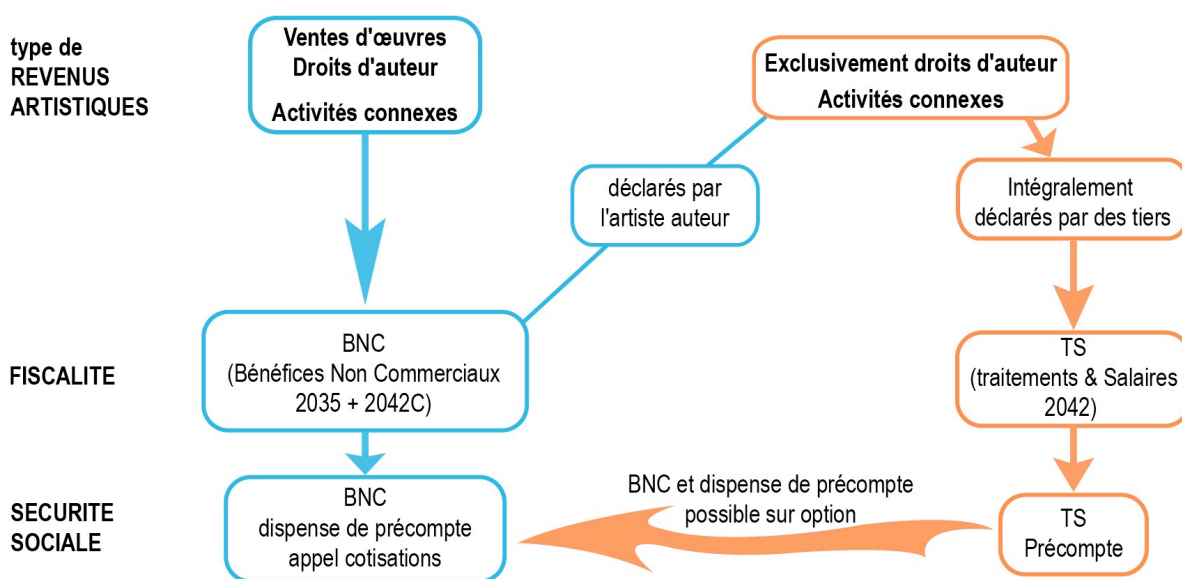 type de
REVENUS
ARTISTIQUES
Ventes d'œuvres
Droits d'auteur
Activités connexes
Exclusivement droits d'auteur
Activités connexes
déclarés par
l'artiste auteur
Intégralement
déclarés par des tiers
FISCALITE
BNC
(Bénéfices Non Commerciaux
2035 + 2042C)
TS
(traitements & Salaires
2042)
SECURITE
SOCIALE
BNC
dispense de précompte
appel cotisations
BNC et dispense de précompte
possible sur option
TS
Précompte